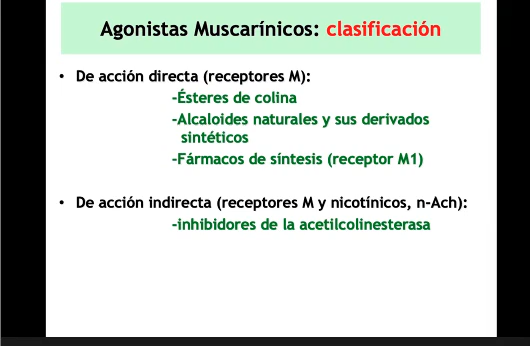 Agonistas Muscarínicos: clasificación
• De acción directa (receptores M):
-Ésteres de colina
-Alcaloides naturales y sus derivados
sintéticos
-Fármacos de síntesis (receptor M1)
• De acción indirecta (receptores M y nicotínicos, n-Ach):
-inhibidores de la acetilcolinesterasa